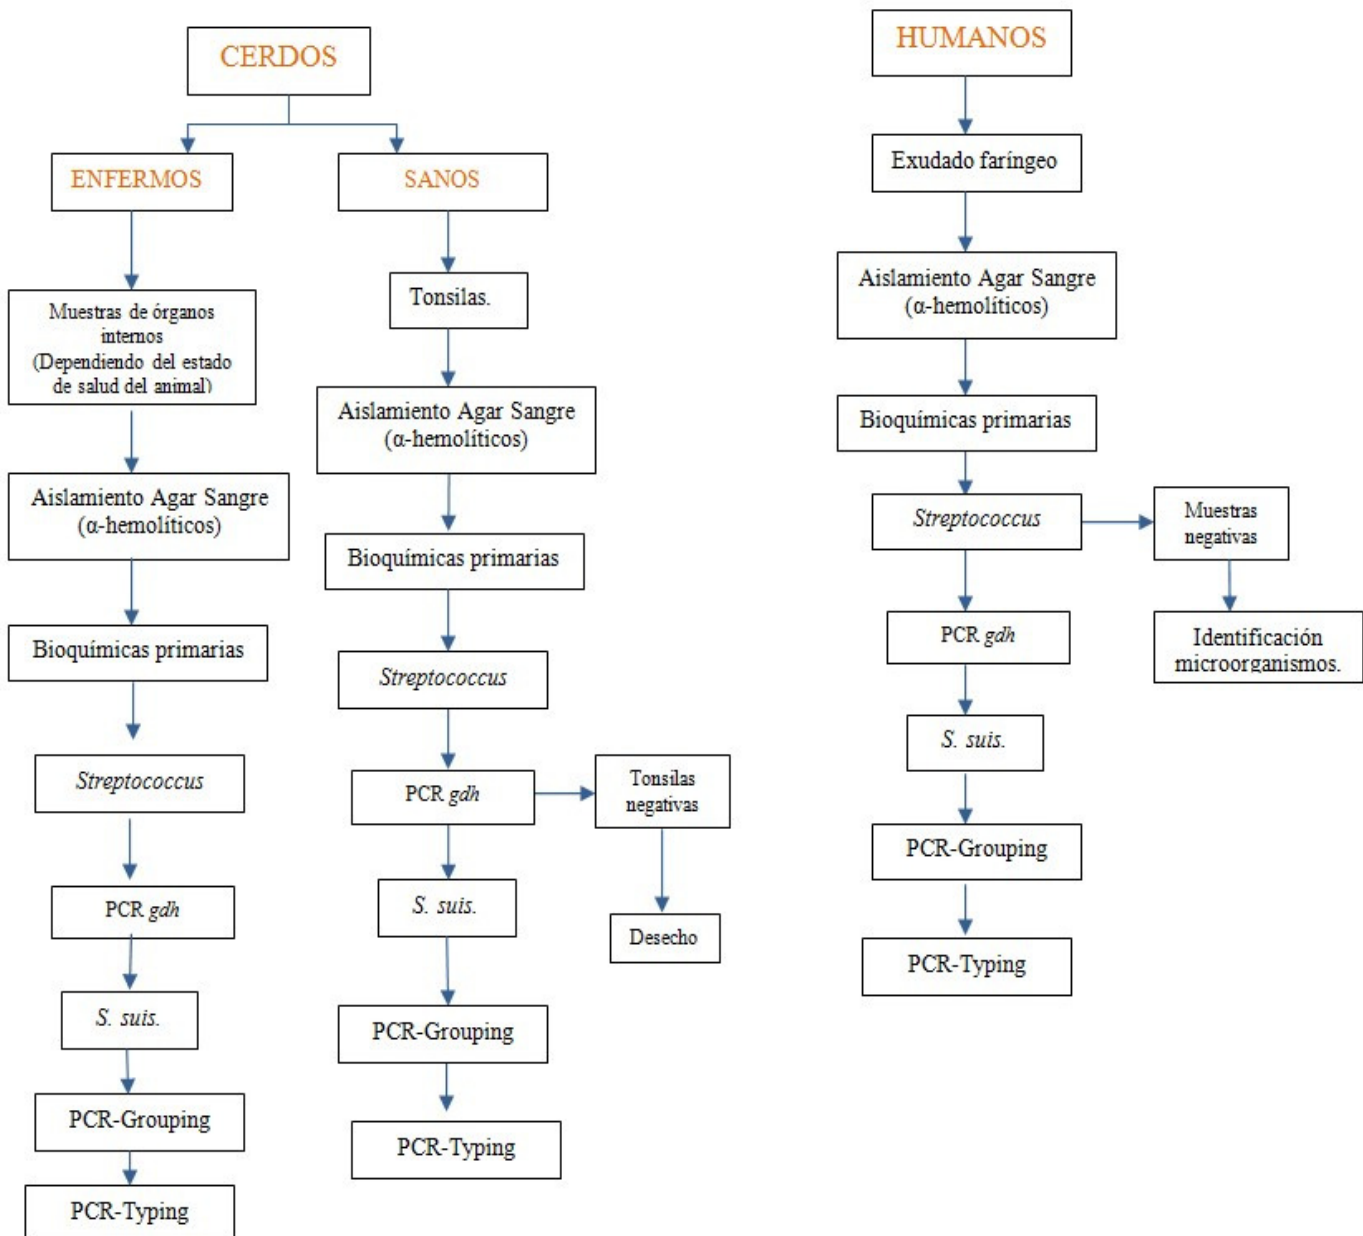 CERDOS
ENFERMOS
Muestras de órganos
internos
(Dependiendo del estado
de salud del animal)
Aislamiento Agar Sangre
(α-hemolíticos)
Bioquímicas primarias
Streptococcus
PCR gdh
S. suis.
PCR-Grouping
PCR-Typing
SANOS
Tonsilas.
Aislamiento Agar Sangre
(α-hemolíticos)
Bioquímicas primarias
Streptococcus
PCR gdh
Tonsilas
negativas
Desecho
S. suis.
PCR-Grouping
PCR-Typing
HUMANOS
Exudado faríngeo
Aislamiento Agar Sangre
(α-hemolíticos)
Bioquímicas primarias
Streptococcus
Muestras
negativas
Identificación
microorganismos.
PCR gdh
S. suis.
PCR-Grouping
PCR-Typing